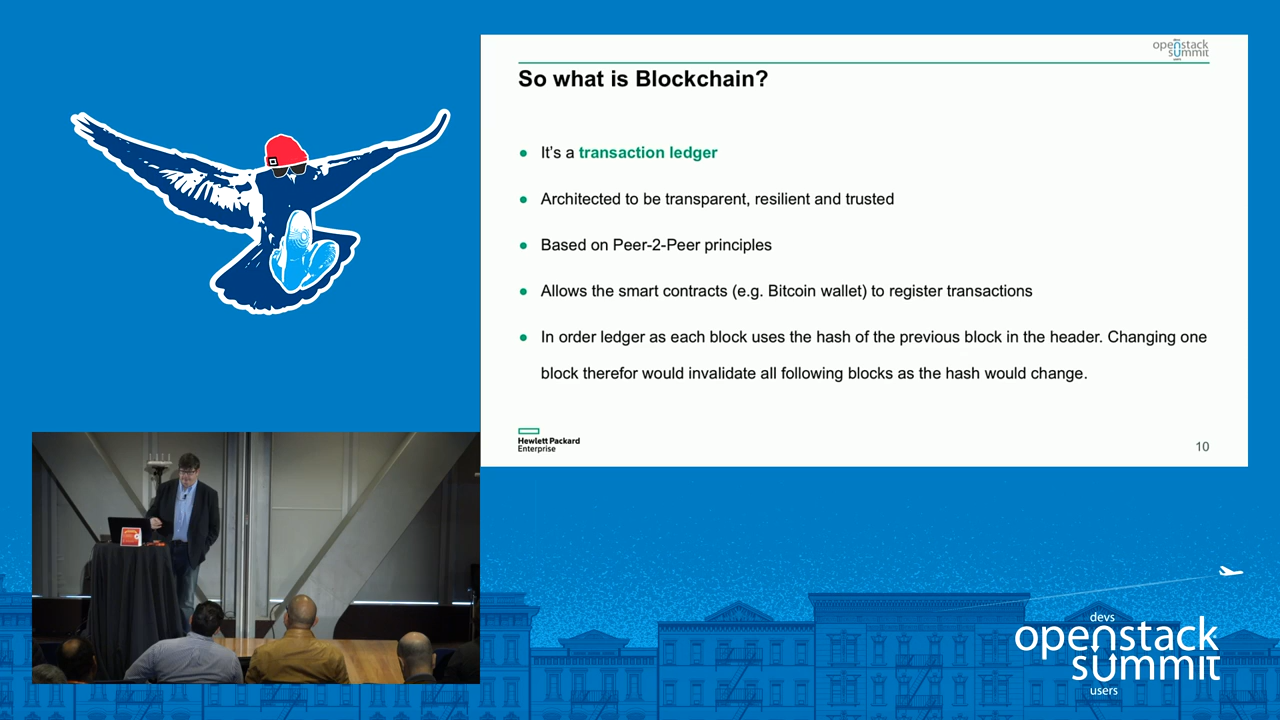 devs
openstack
summit
users
So what is Blockchain?
It's a transaction ledger
Architected to be transparent, resilient and trusted
Based on Peer-2-Peer principles
Allows the smart contracts (e.g. Bitcoin wallet) to register transactions
In order ledger as each block uses the hash of the previous block in the header. Changing one
block therefor would invalidate all following blocks as the hash would change.
Hewlett Packard
Enterprise
10
devs
openstack
summit
users